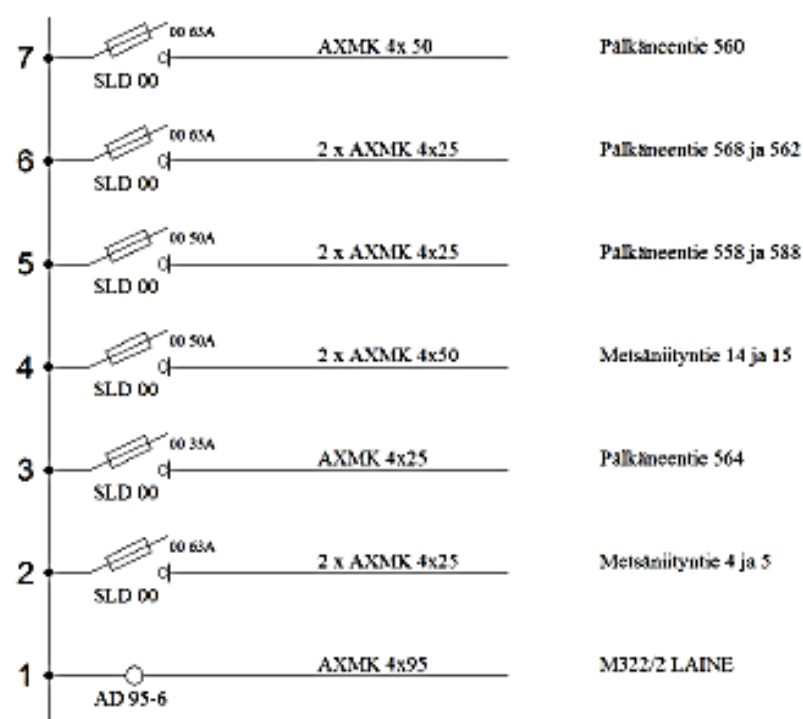 00 63A
7 AXMK 4x 50 Pälkäneentie 560
SLD 00
00 63A
6 2 x AXMK 4x25 Pälkäneentie 568 ja 562
SLD 00
00 50A
5 2 x AXMK 4x25 Pälkäneentie 558 ja 588
SLD 00
00 50A
4 2 x AXMK 4x50 Metsäniityntie 14 ja 15
SLD 00
00 35A
3 AXMK 4x25 Pälkäneentie 564
SLD 00
00 63A
2 2 x AXMK 4x25 Metsäniityntie 4 ja 5
SLD 00
1 AXMK 4x95 M322/2 LAINE
AD 95-6